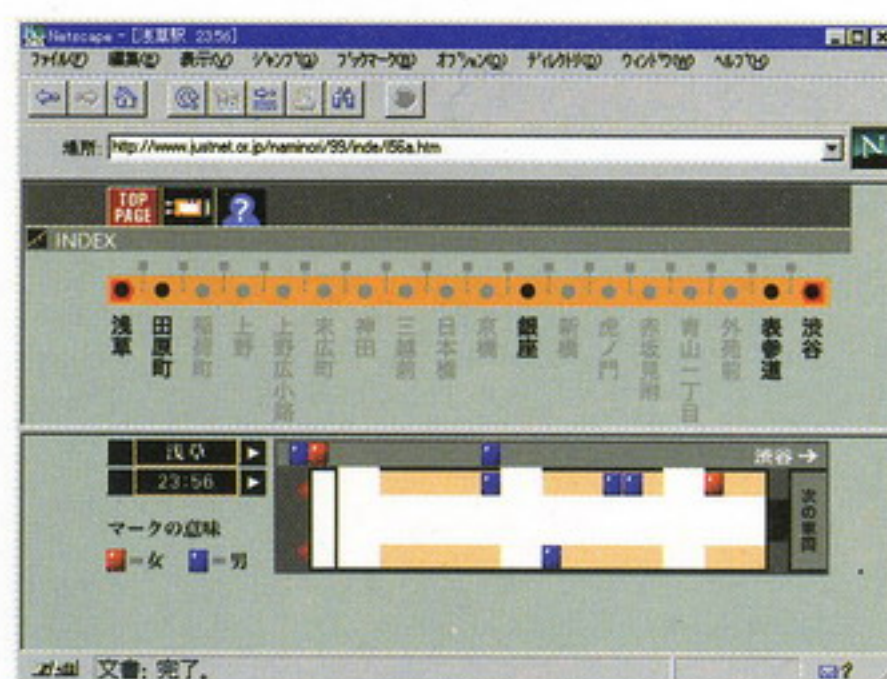 Netscape - [浅草駅 23:56]
ファイル(F) 編集(E) 表示(V) ジャンプ(G) ブックマーク(B) オプション(O) ディレクトリ(D) ウィンドウ(W) ヘルプ(H)
場所: http://www.justnet.or.jp/naminori/99/inde/l56a.htm
N
TOP
PAGE
?
INDEX
浅草
田原町
稲荷町
上野
上野広小路
末広町
神田
三越前
日本橋
京橋
銀座
新橋
虎ノ門
赤坂見附
青山一丁目
外苑前
表参道
渋谷
浅草
23:56
マークの意味
=女 =男
渋谷→
次の車両
文書: 完了。